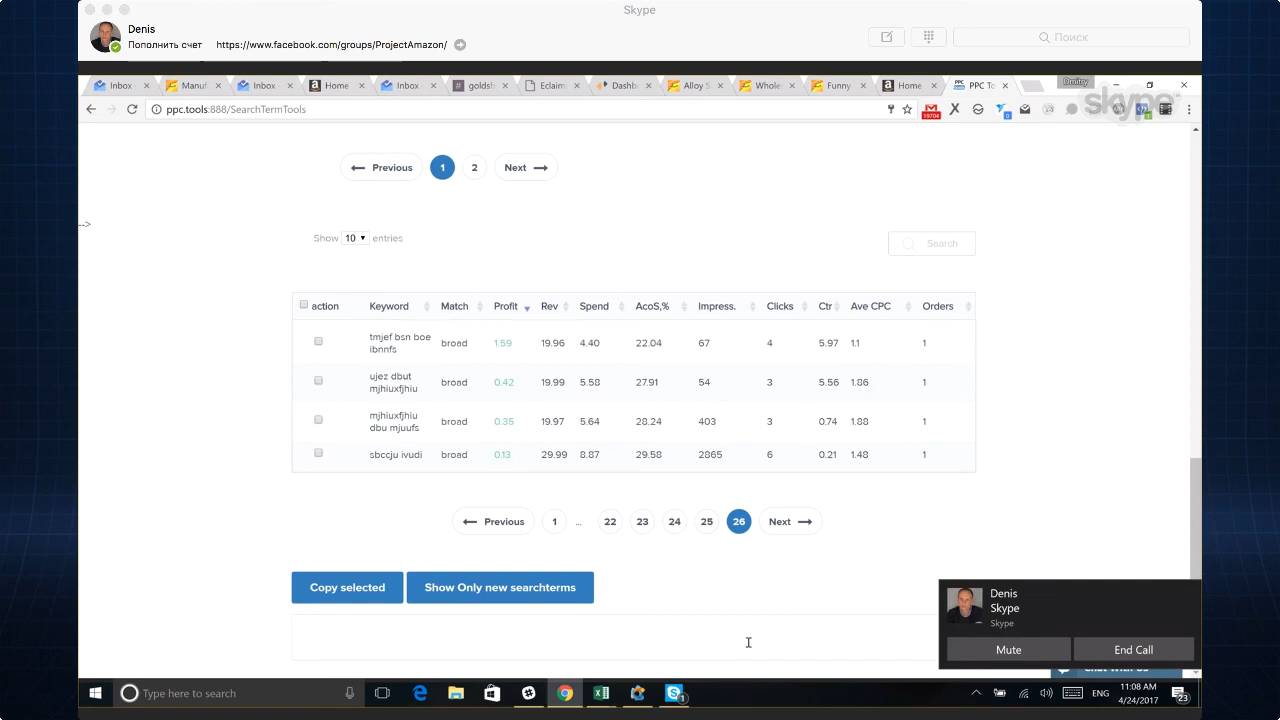 Skype
Denis
Пополнить счет https://www.facebook.com/groups/ProjectAmazon/
Поиск
Inbox Manuf Inbox Home Inbox goldsh Eclaim Dashbo Alloy S Whole Funny Home PPC To Dmitry
ppc.tools:888/SearchTermTools
19704
skype™
Previous 1 2 Next
-->
Show 10 entries
Search
action Keyword Match Profit Rev Spend AcoS,% Impress. Clicks Ctr Ave CPC Orders
tmjef bsn boe ibnnfs broad 1.59 19.96 4.40 22.04 67 4 5.97 1.1 1
ujez dbut mjhiuxfjhiu broad 0.42 19.99 5.58 27.91 54 3 5.56 1.86 1
mjhiuxfjhiu dbu mjuufs broad 0.35 19.97 5.64 28.24 403 3 0.74 1.88 1
sbccju ivudi broad 0.13 29.99 8.87 29.58 2865 6 0.21 1.48 1
Previous 1 ... 22 23 24 25 26 Next
Copy selected Show Only new searchterms
Denis
Skype
Skype
Mute End Call
Chat with us
Type here to search
1
ENG
11:08 AM
4/24/2017
23